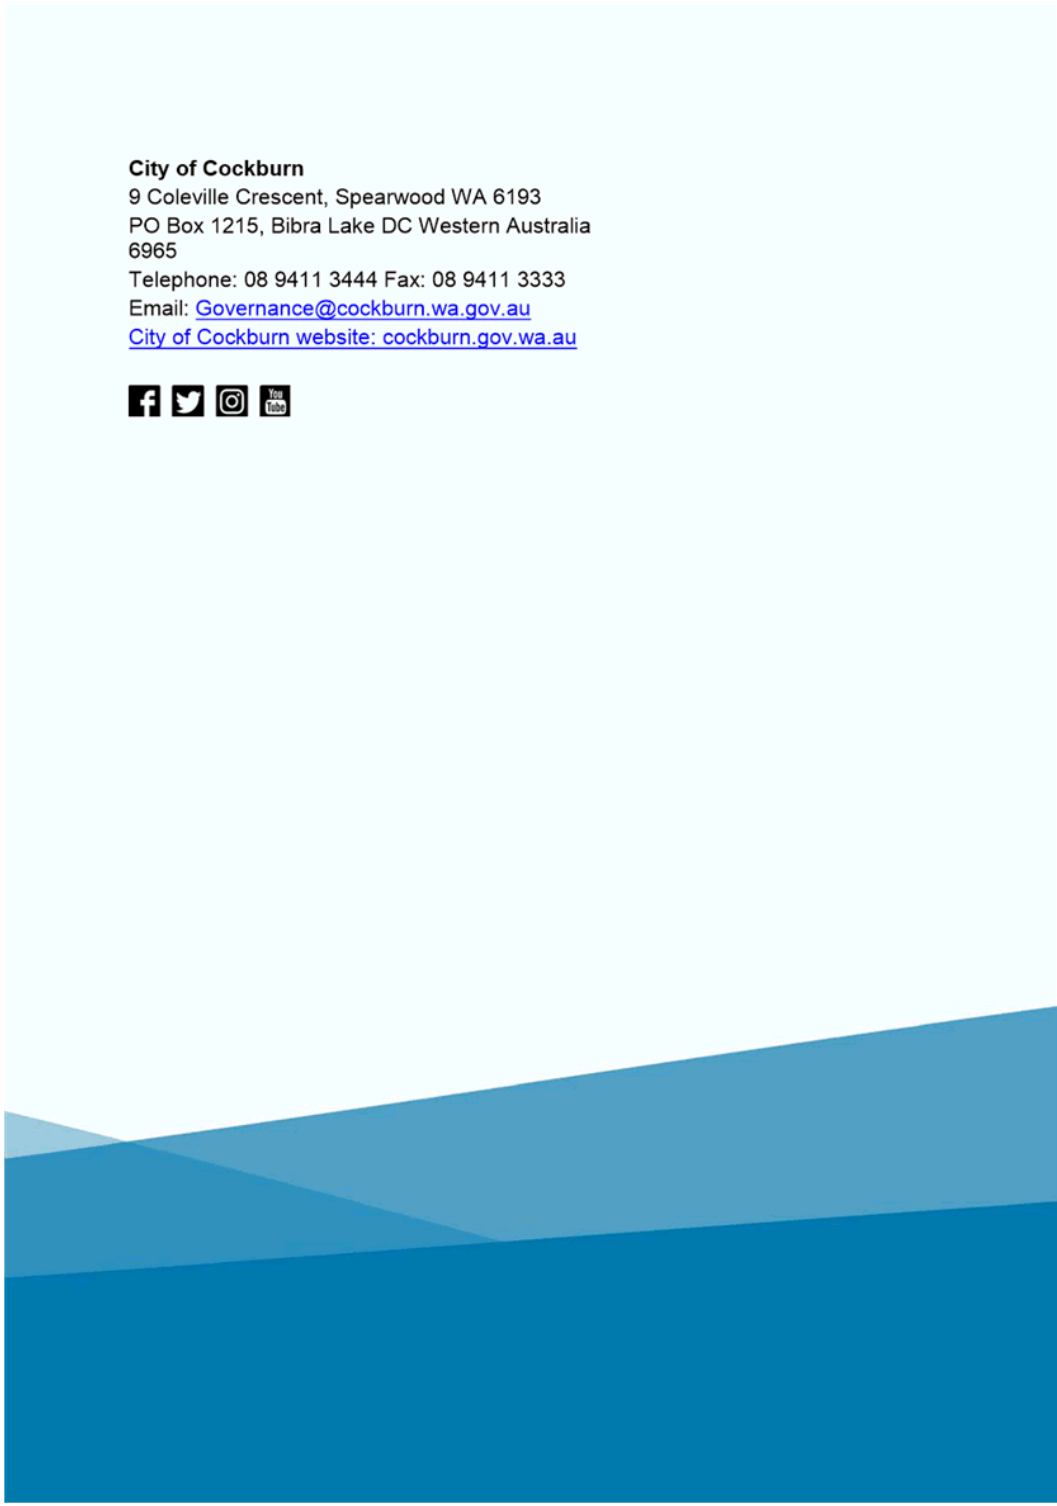 City of Cockburn
9 Coleville Crescent, Spearwood WA 6193
PO Box 1215, Bibra Lake DC Western Australia
6965
Telephone: 08 9411 3444 Fax: 08 9411 3333
Email: Governance@cockburn.wa.gov.au
City of Cockburn website: cockburn.gov.wa.au
You Tube